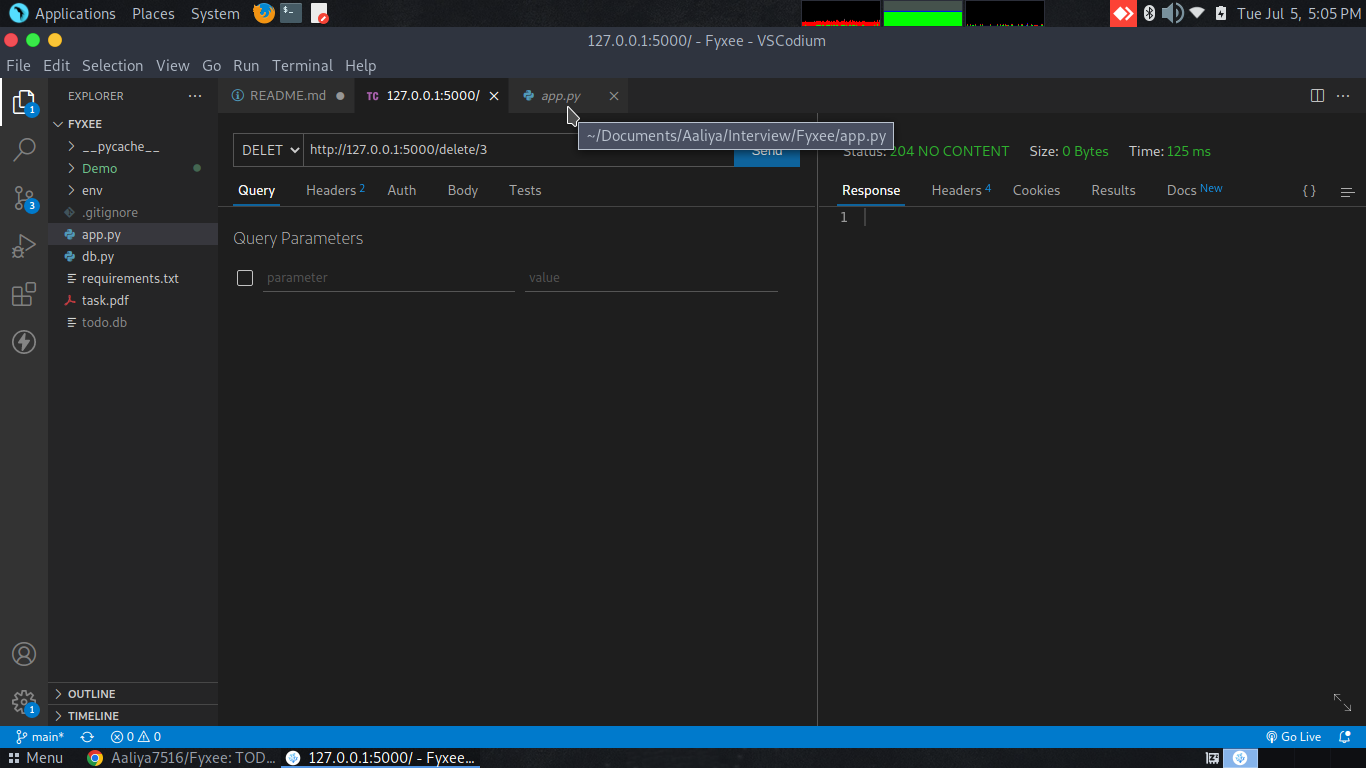 Applications Places System Tue Jul 5, 5:05 PM
127.0.0.1:5000/ - Fyxee - VSCodium
File Edit Selection View Go Run Terminal Help
EXPLORER ···
README.md TC 127.0.0.1:5000/ app.py
~/Documents/Aaliya/Interview/Fyxee/app.py
FYXEE
__pycache__
Demo
env
.gitignore
app.py
db.py
requirements.txt
task.pdf
todo.db
OUTLINE
TIMELINE
1
3
1
DELET http://127.0.0.1:5000/delete/3 Send
Query Headers 2 Auth Body Tests
Query Parameters
parameter value
Status: 204 NO CONTENT Size: 0 Bytes Time: 125 ms
Response Headers 4 Cookies Results Docs New { }
1
main* 0 0 Go Live
Menu Aaliya7516/Fyxee: TOD... 127.0.0.1:5000/ - Fyxee...